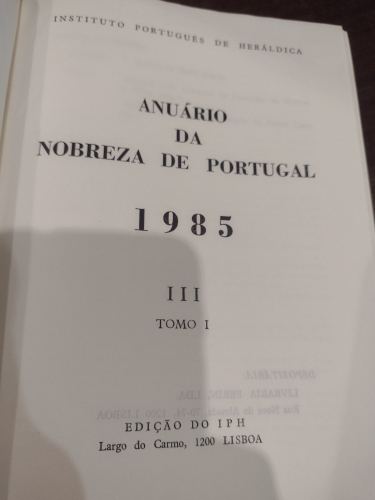 INSTITUTO PORTUGUÊS DE HERÁLDICA
ANUÁRIO
DA
NOBREZA DE PORTUGAL
1985
III
TOMO I
EDIÇÃO DO IPH
Largo do Carmo, 1200 LISBOA